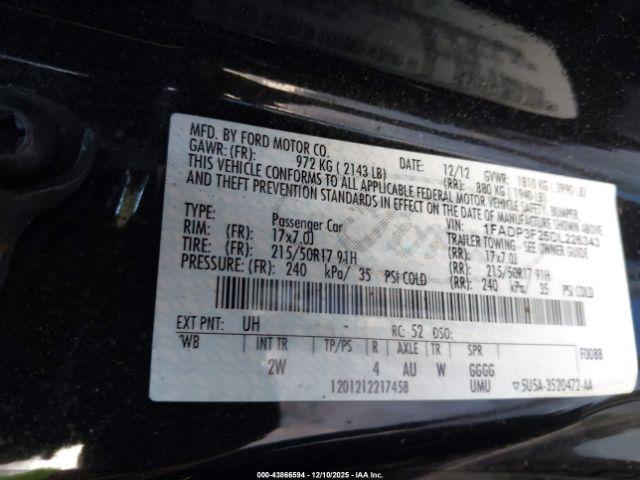 MFD. BY FORD MOTOR CO.
DATE: 12/12 GVWR: 1810 KG ( 3990 LB)
GAWR: (FR): 972 KG ( 2143 LB) (RR): 880 KG ( 1940 LB)
THIS VEHICLE CONFORMS TO ALL APPLICABLE FEDERAL MOTOR VEHICLE SAFETY, BUMPER,
AND THEFT PREVENTION STANDARDS IN EFFECT ON THE DATE OF MANUFACTURE SHOWN ABOVE.
VIN: 1FADP3F25DL229343
TYPE: Passenger Car TRAILER TOWING - SEE OWNER GUIDE
RIM: (FR): 17x7.0J (RR): 17x7.0J
TIRE: (FR): 215/50R17 91H (RR): 215/50R17 91H
PRESSURE: (FR): 240 kPa/ 35 PSI COLD (RR): 240 kPa/ 35 PSI COLD
EXT PNT: UH RC: 52 DSO:
WB INT TR TP/PS R AXLE TR SPR F0088
2W 4 AU W GGGG
1201212217458 UMU ▽5U5A-3520472-AA
120-43866594 - 12/10/2025 - IAA Inc.